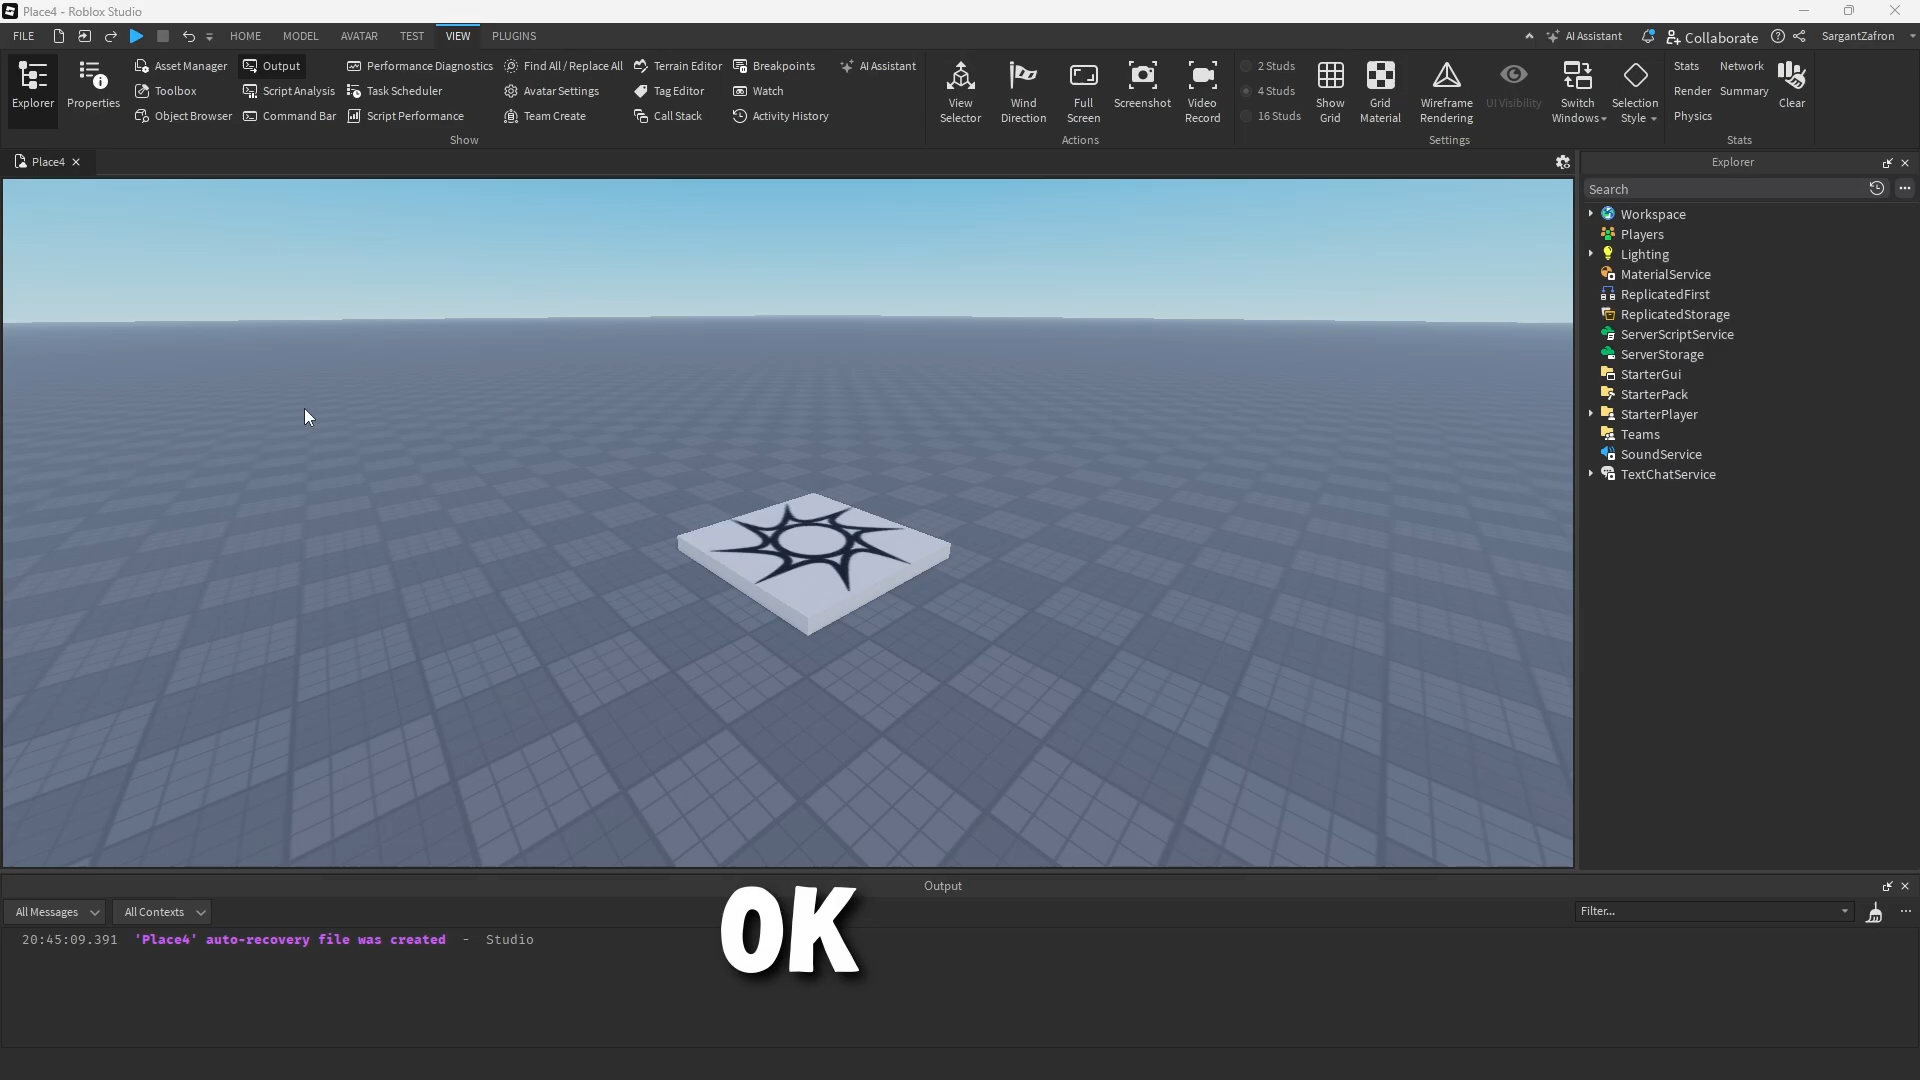 Place4 - Roblox Studio
FILE HOME MODEL AVATAR TEST VIEW PLUGINS AI Assistant Collaborate SargantZafron
Explorer
Properties
Asset Manager
Toolbox
Object Browser
Output
Script Analysis
Command Bar
Performance Diagnostics
Task Scheduler
Script Performance
Find All / Replace All
Avatar Settings
Team Create
Terrain Editor
Tag Editor
Call Stack
Breakpoints
Watch
Activity History
AI Assistant
Show
View
Selector
Wind
Direction
Full
Screen
Screenshot
Video
Record
Actions
2 Studs
4 Studs
16 Studs
Show
Grid
Grid
Material
Wireframe
Rendering
UI Visibility
Switch
Windows
Selection
Style
Settings
Stats
Render
Physics
Network
Summary
Clear
Stats
Place4
Explorer
Search
Workspace
Players
Lighting
MaterialService
ReplicatedFirst
ReplicatedStorage
ServerScriptService
ServerStorage
StarterGui
StarterPack
StarterPlayer
Teams
SoundService
TextChatService
Output
All Messages All Contexts Filter...
20:45:09.391 'Place4' auto-recovery file was created - Studio
OK